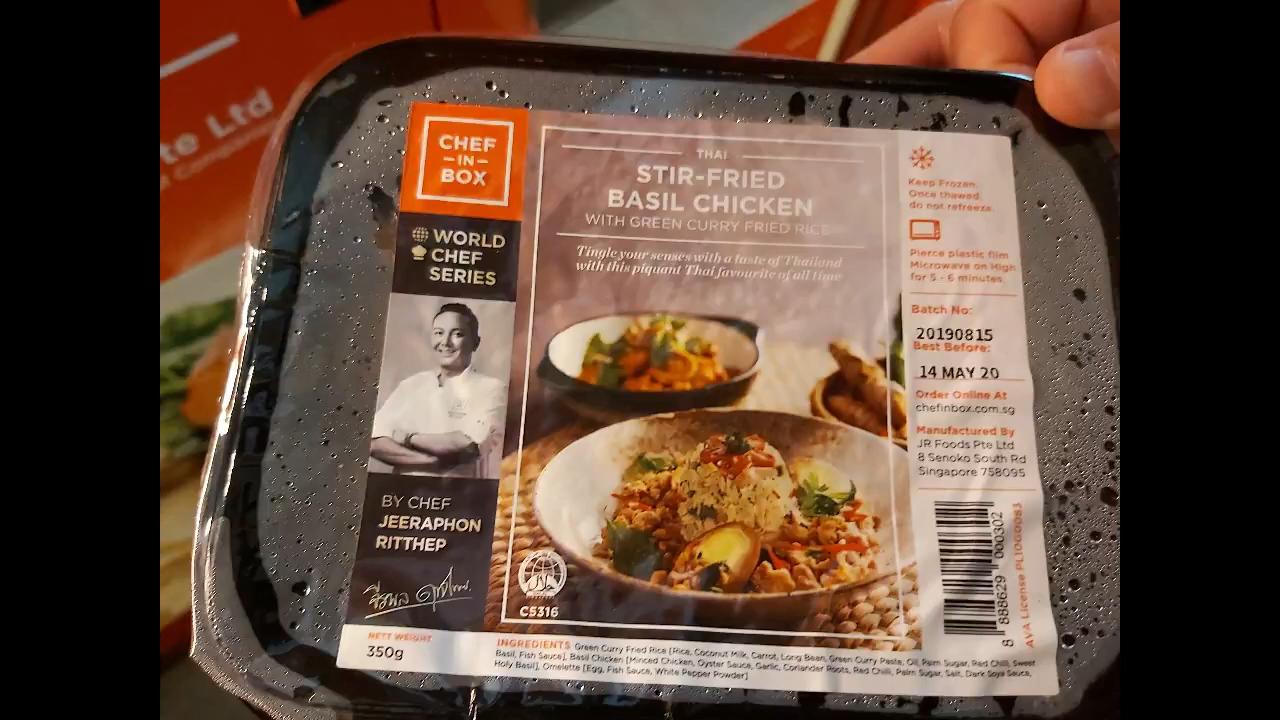 te Ltd
CHEF
-IN-
BOX
WORLD
CHEF
SERIES
BY CHEF
JEERAPHON
RITTHEP
THAI
STIR-FRIED
BASIL CHICKEN
WITH GREEN CURRY FRIED RICE
Tingle your senses with a taste of Thailand
with this piquant Thai favourite of all time
C5316
Keep Frozen.
Once thawed,
do not refreeze.
Pierce plastic film
Microwave on High
for 5 - 6 minutes.
Batch No:
20190815
Best Before:
14 MAY 20
Order Online At
chefinbox.com.sg
Manufactured By
JR Foods Pte Ltd
8 Senoko South Rd
Singapore 758095
8 888629 000302
AVA License PL10G0083
NETT WEIGHT
350g
INGREDIENTS Green Curry Fried Rice [Rice, Coconut Milk, Carrot, Long Bean, Green Curry Paste, Oil, Palm Sugar, Red Chilli, Sweet
Basil, Fish Sauce], Basil Chicken [Minced Chicken, Oyster Sauce, Garlic, Coriander Roots, Red Chilli, Palm Sugar, Salt, Dark Soya Sauce,
Holy Basil], Omelette [Egg, Fish Sauce, White Pepper Powder]